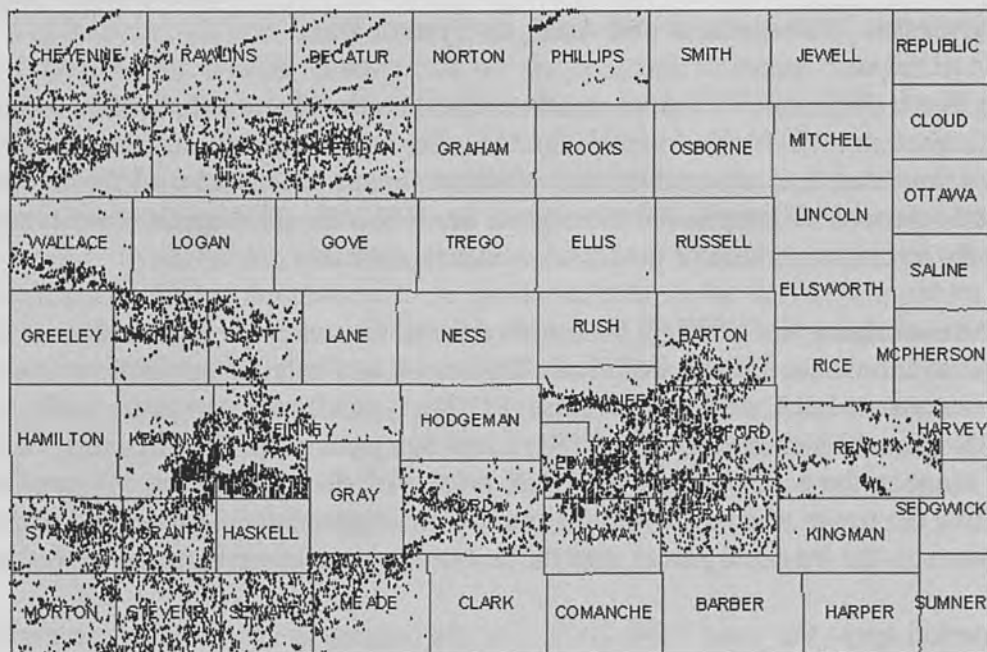 CHEYENNE RAWLINS DECATUR NORTON PHILLIPS SMITH JEWELL REPUBLIC
CLOUD
SHERMAN THOMAS SHERIDAN GRAHAM ROOKS OSBORNE MITCHELL
OTTAWA
LINCOLN
WALLACE LOGAN GOVE TREGO ELLIS RUSSELL
SALINE
ELLSWORTH
GREELEY SCOTT LANE NESS RUSH BARTON
RICE MCPHERSON
PAWNEE
HAMILTON KEARNY FINNEY HODGEMAN STAFFORD RENO HARVEY
GRAY FORD
STANTON GRANT HASKELL KIOWA PRATT KINGMAN SEDGWICK
MORTON STEVENS SEWARD MEADE CLARK COMANCHE BARBER HARPER SUMNER